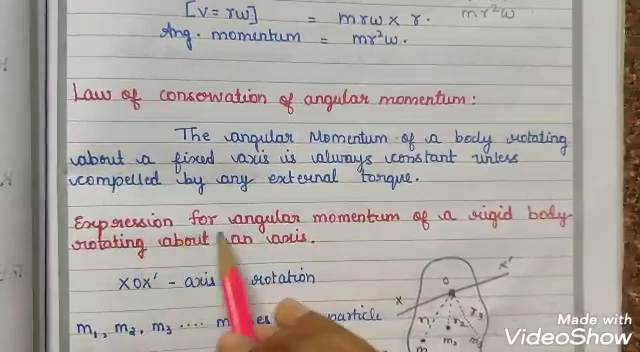 [v = rω] = mrω × r. mr²ω
Ang. momentum = mr²ω.
Law of conservation of angular momentum:
The angular Momentum of a body rotating
about a fixed axis is always constant unless
compelled by any external torque.
Expression for angular momentum of a rigid body
rotating about an axis.
XOX' - axis rotation
m₁, m₂, m₃ .... particle
X O X'
r₁ r₂ r₃
m₂
Made with
VideoShow